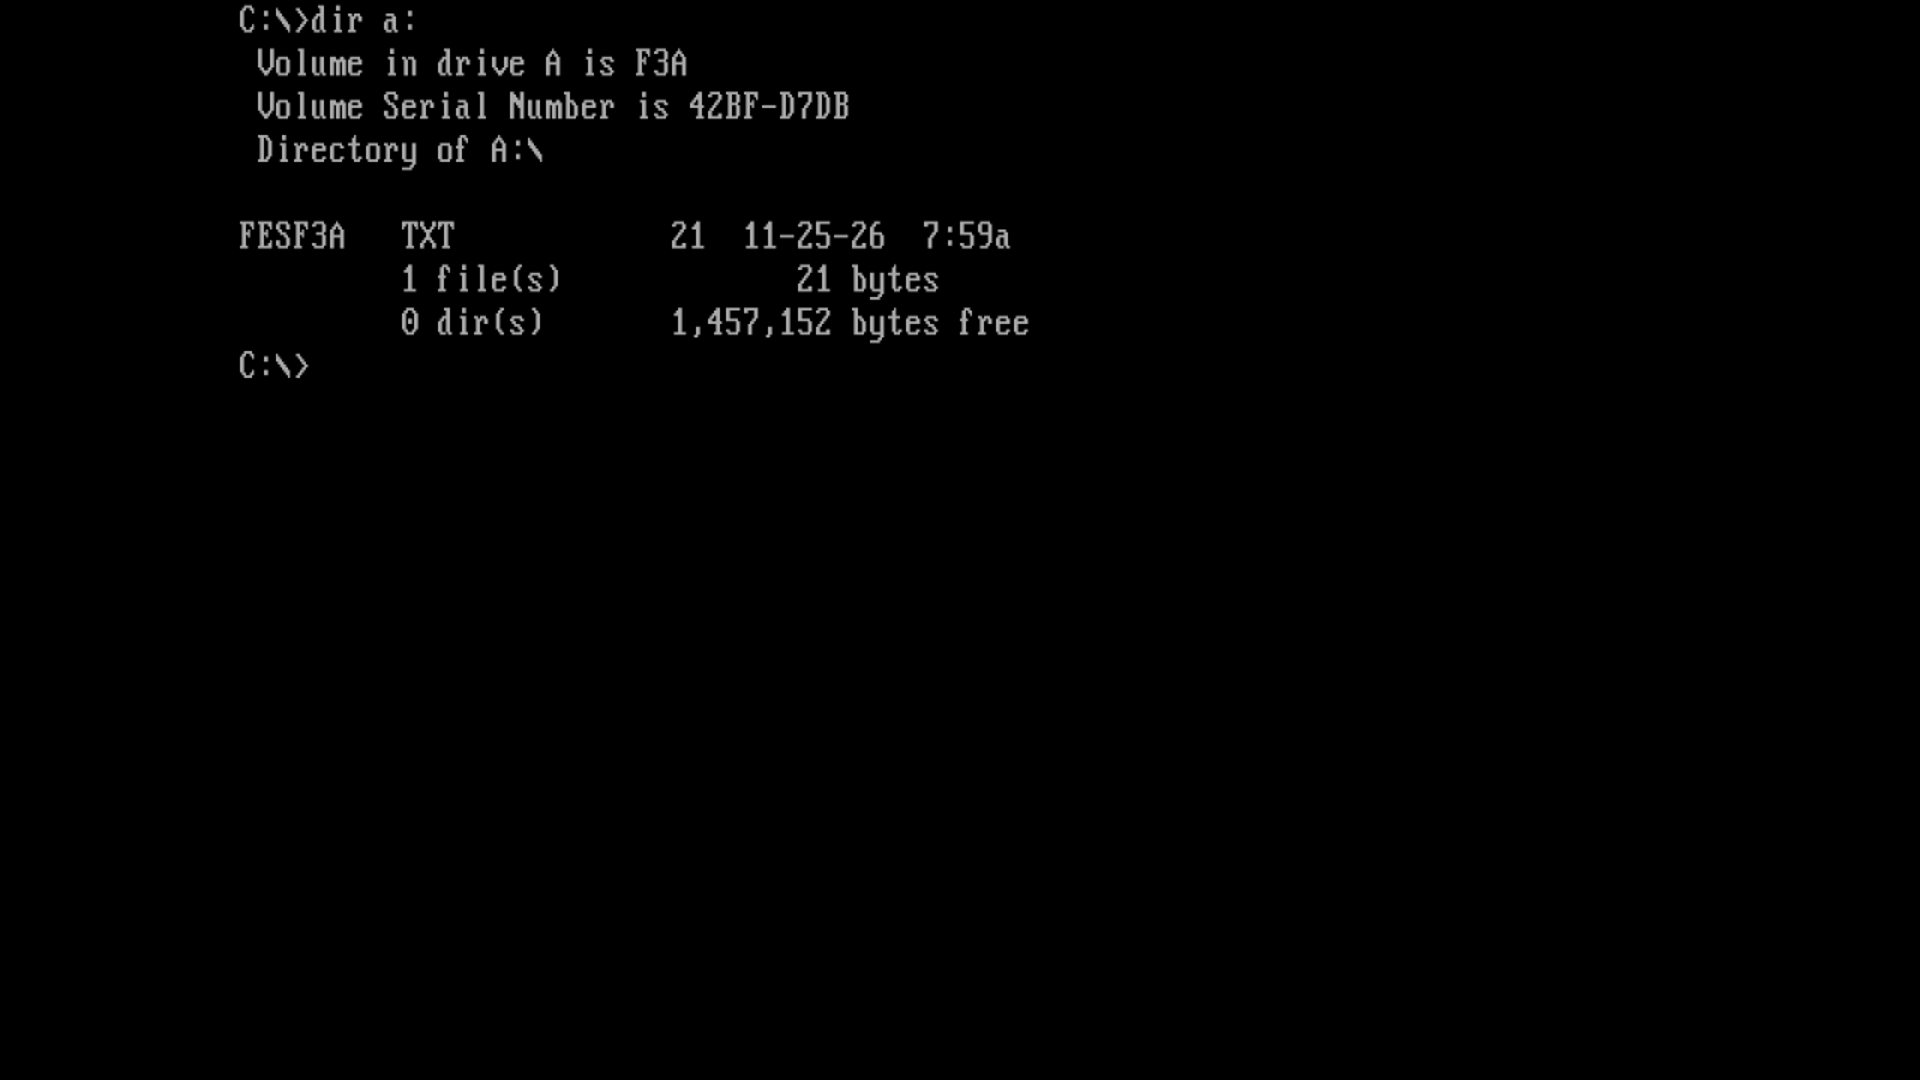 C:\>dir a:
Volume in drive A is F3A
Volume Serial Number is 42BF-D7DB
Directory of A:\
FESF3A TXT 21 11-25-26 7:59a
1 file(s) 21 bytes
0 dir(s) 1,457,152 bytes free
C:\>